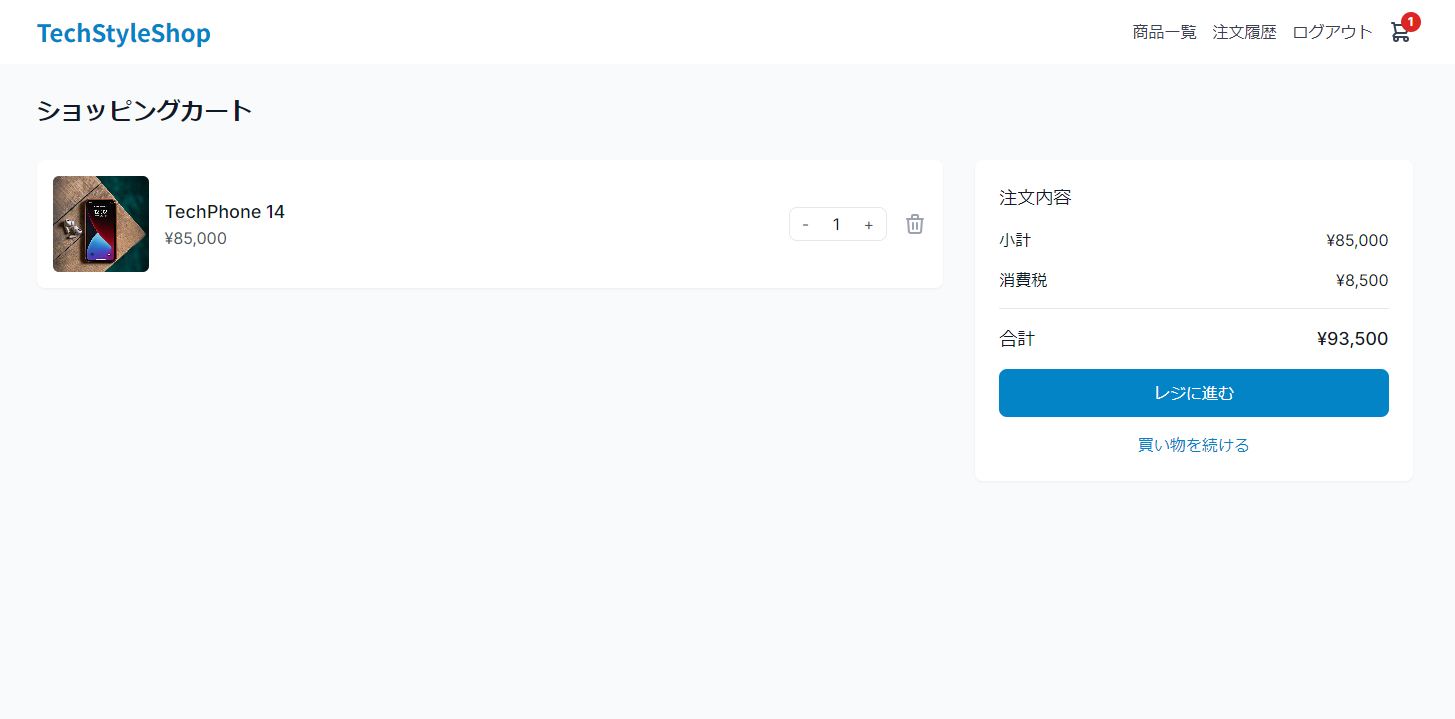 TechStyleShop
商品一覧 注文履歴 ログアウト 1
ショッピングカート
TechPhone 14
¥85,000
- 1 +
注文内容
小計 ¥85,000
消費税 ¥8,500
合計 ¥93,500
レジに進む
買い物を続ける